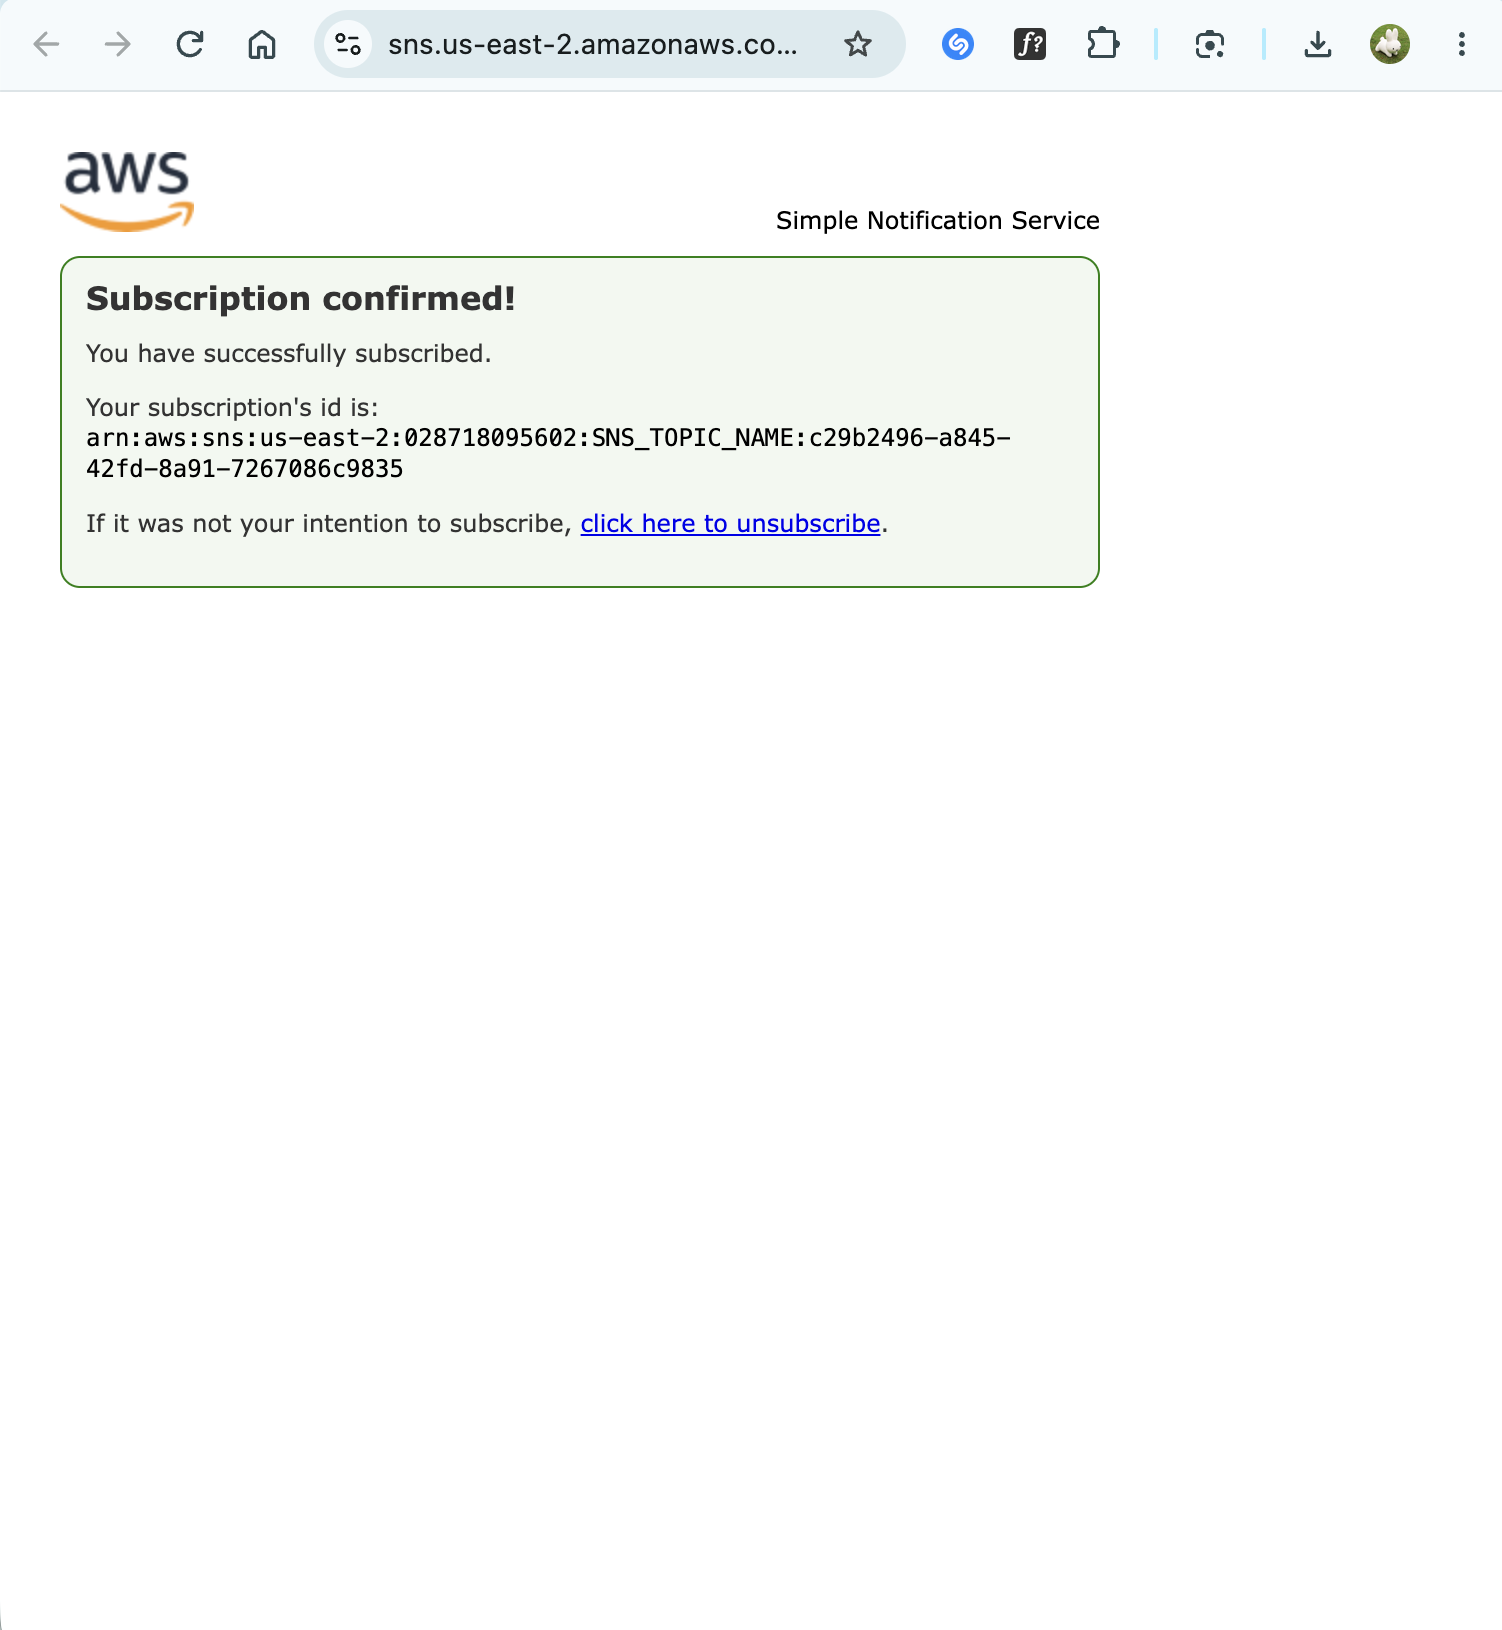 sns.us-east-2.amazonaws.co...
f?
aws
Simple Notification Service
Subscription confirmed!
You have successfully subscribed.
Your subscription's id is:
arn:aws:sns:us-east-2:028718095602:SNS_TOPIC_NAME:c29b2496-a845-
42fd-8a91-7267086c9835
If it was not your intention to subscribe, click here to unsubscribe.